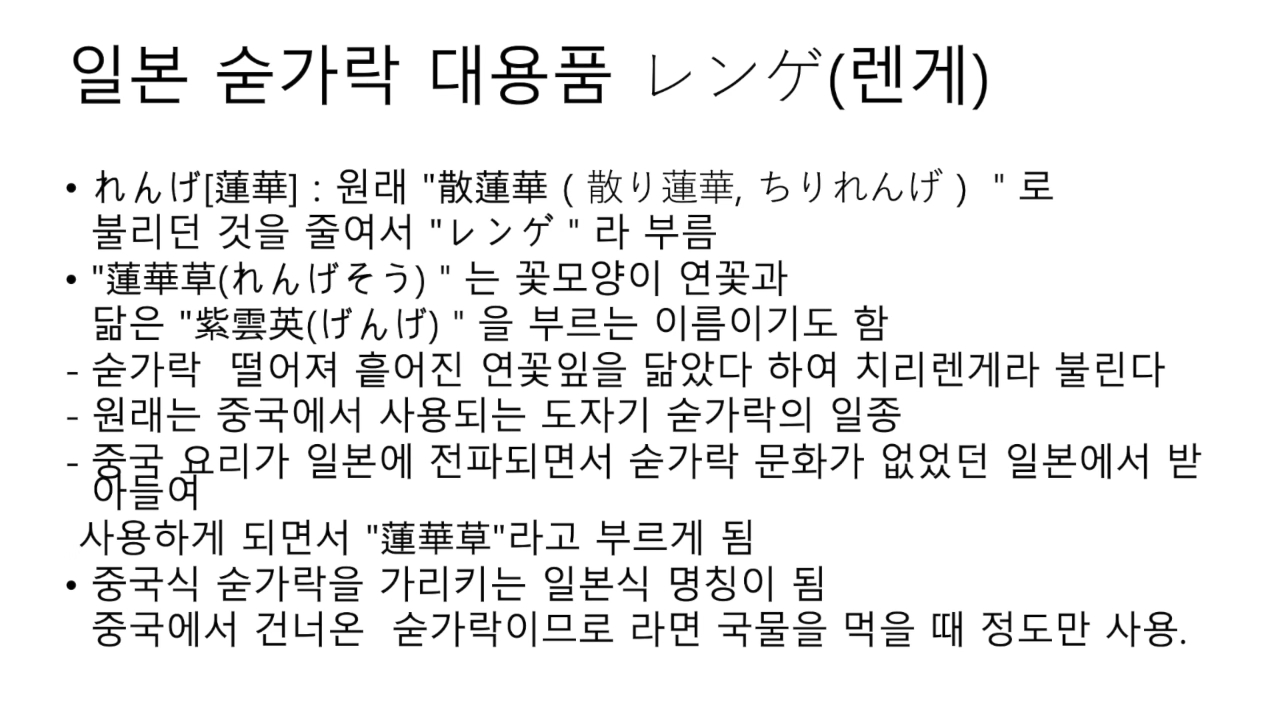 일본 숟가락 대용품 レンゲ(렌게)
• れんげ[蓮華] : 원래 "散蓮華 ( 散り蓮華, ちりれんげ ) " 로
불리던 것을 줄여서 "レンゲ " 라 부름
• "蓮華草(れんげそう) " 는 꽃모양이 연꽃과
닮은 "紫雲英(げんげ) " 을 부르는 이름이기도 함
- 숟가락 떨어져 흩어진 연꽃잎을 닮았다 하여 치리렌게라 불린다
- 원래는 중국에서 사용되는 도자기 숟가락의 일종
- 중국 요리가 일본에 전파되면서 숟가락 문화가 없었던 일본에서 받
아들여
사용하게 되면서 "蓮華草"라고 부르게 됨
• 중국식 숟가락을 가리키는 일본식 명칭이 됨
중국에서 건너온 숟가락이므로 라면 국물을 먹을 때 정도만 사용.